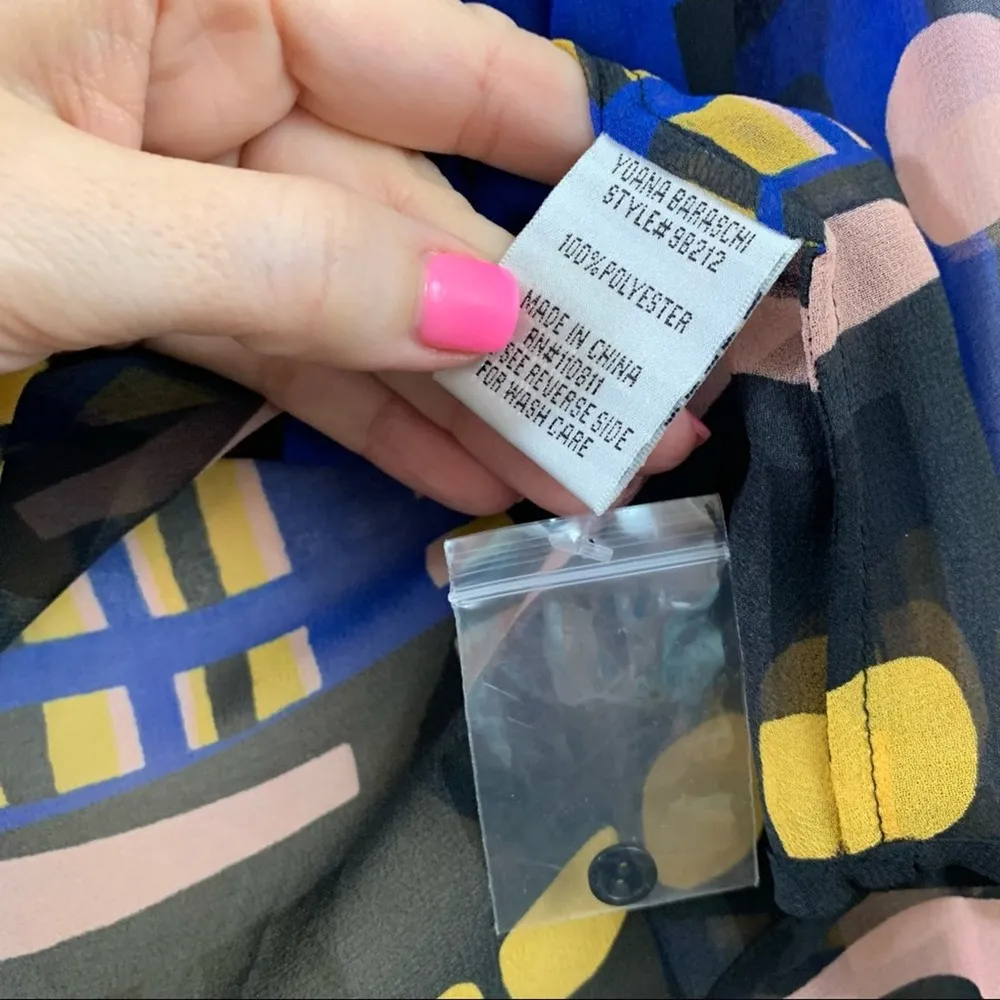 YOANA BARASCHI
STYLE# 9B212
100%POLYESTER
MADE IN CHINA
RN#110811
SEE REVERSE SIDE
FOR WASH CARE